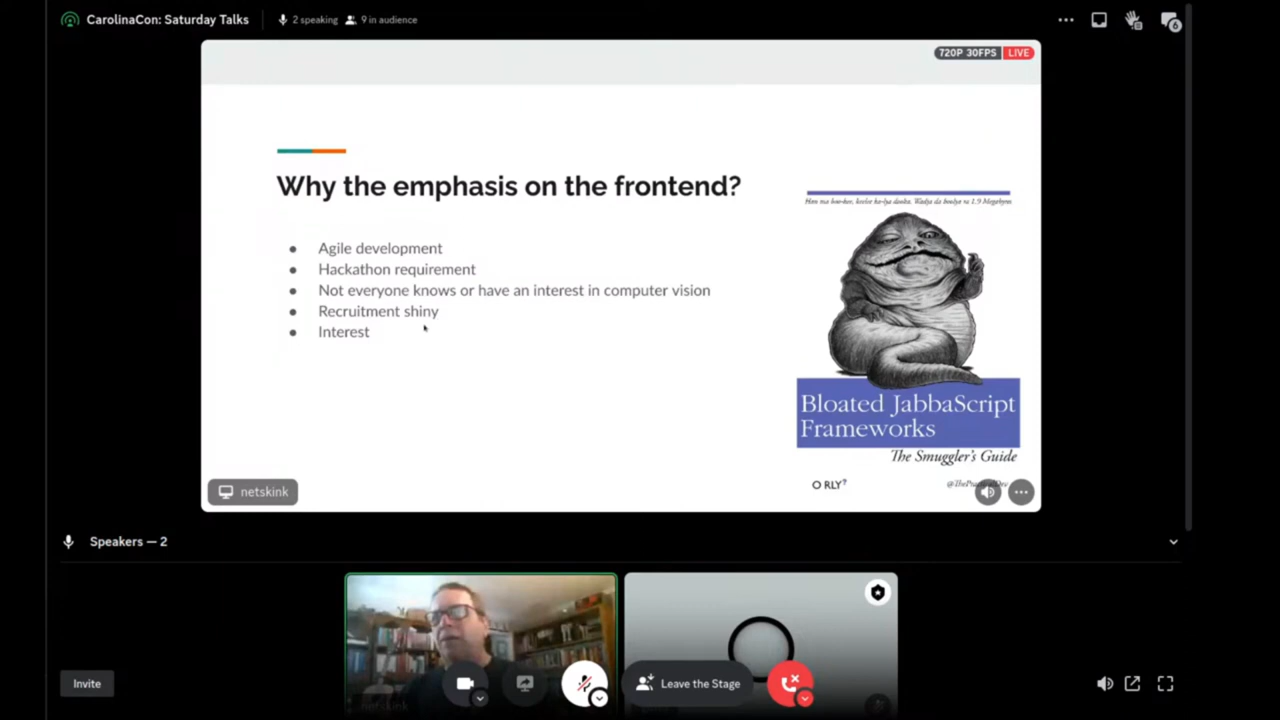 CarolinaCon: Saturday Talks
2 speaking
9 in audience
6
720P 30FPS
LIVE
Why the emphasis on the frontend?
Agile development
Hackathon requirement
Not everyone knows or have an interest in computer vision
Recruitment shiny
Interest
Bloated JabbaScript
Frameworks
The Smuggler's Guide
O RLY?
netskink
Speakers — 2
netskink
Invite
Leave the Stage